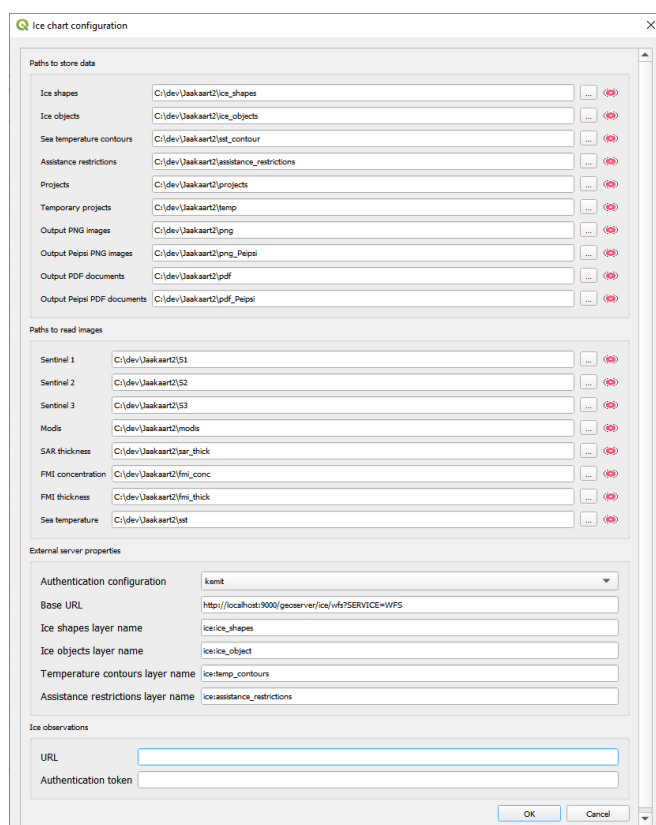 Ice chart configuration
Paths to store data
Ice shapes C:\dev\Jaakaart2\ice_shapes ...
Ice objects C:\dev\Jaakaart2\ice_objects ...
Sea temperature contours C:\dev\Jaakaart2\sst_contour ...
Assistance restrictions C:\dev\Jaakaart2\assistance_restrictions ...
Projects C:\dev\Jaakaart2\projects ...
Temporary projects C:\dev\Jaakaart2\temp ...
Output PNG images C:\dev\Jaakaart2\png ...
Output Peipsi PNG images C:\dev\Jaakaart2\png_Peipsi ...
Output PDF documents C:\dev\Jaakaart2\pdf ...
Output Peipsi PDF documents C:\dev\Jaakaart2\pdf_Peipsi ...
Paths to read images
Sentinel 1 C:\dev\Jaakaart2\S1 ...
Sentinel 2 C:\dev\Jaakaart2\S2 ...
Sentinel 3 C:\dev\Jaakaart2\S3 ...
Modis C:\dev\Jaakaart2\modis ...
SAR thickness C:\dev\Jaakaart2\sar_thick ...
FMI concentration C:\dev\Jaakaart2\fmi_conc ...
FMI thickness C:\dev\Jaakaart2\fmi_thick ...
Sea temperature C:\dev\Jaakaart2\sst ...
External server properties
Authentication configuration kemit
Base URL http://localhost:9000/geoserver/ice/wfs?SERVICE=WFS
Ice shapes layer name ice:ice_shapes
Ice objects layer name ice:ice_object
Temperature contours layer name ice:temp_contours
Assistance restrictions layer name ice:assistance_restrictions
Ice observations
URL
Authentication token
OK Cancel